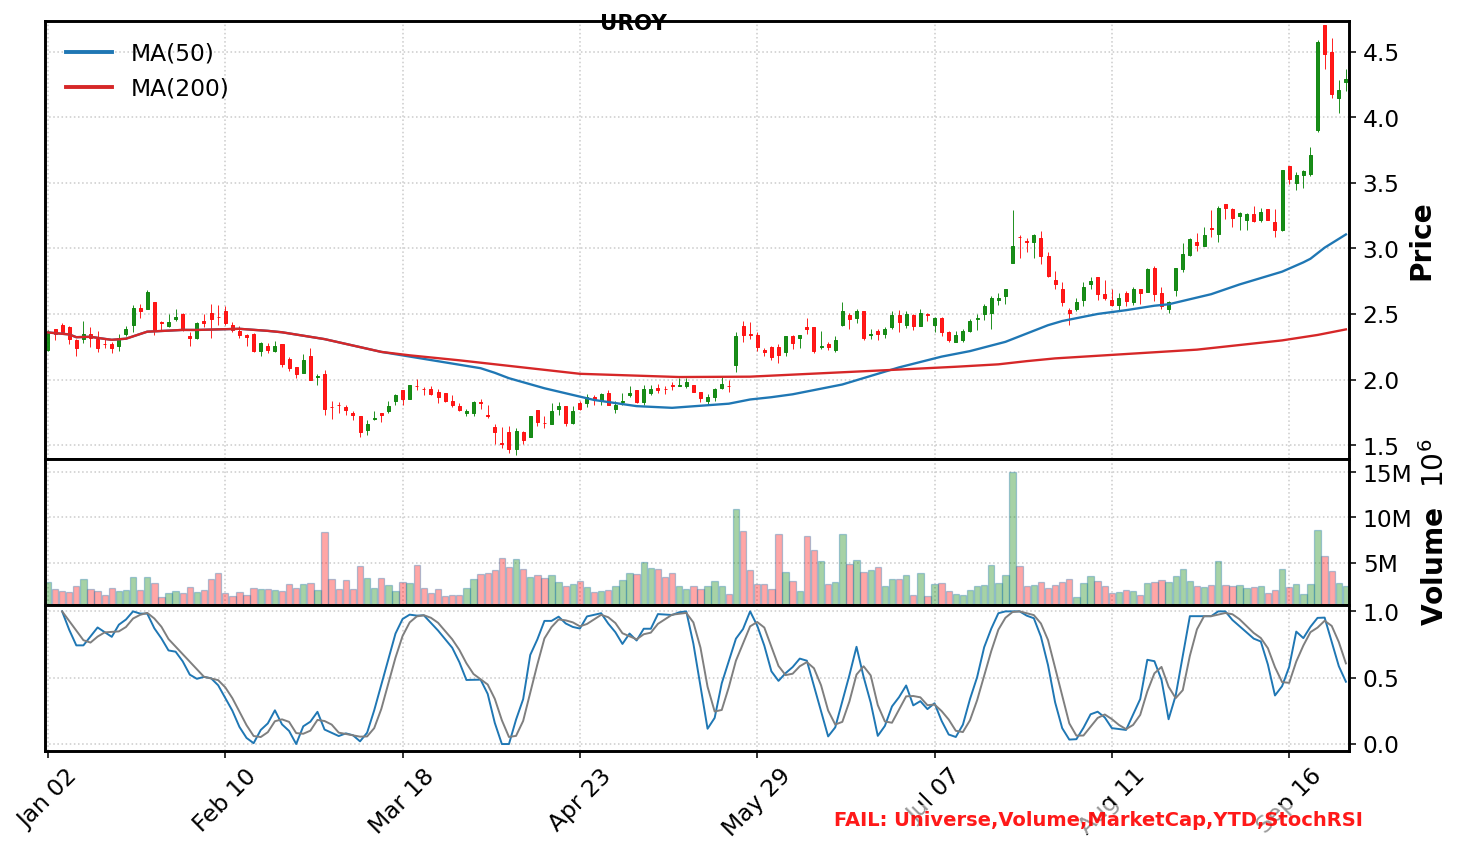 UROY
MA(50)
MA(200)
4.5
4.0
3.5
3.0
2.5
2.0
1.5
Price
15M
10M
5M
Volume 10⁶
1.0
0.5
0.0
Jan 02
Feb 10
Mar 18
Apr 23
May 29
Jul 07
Aug 11
Sep 16
FAIL: Universe,Volume,MarketCap,YTD,StochRSI